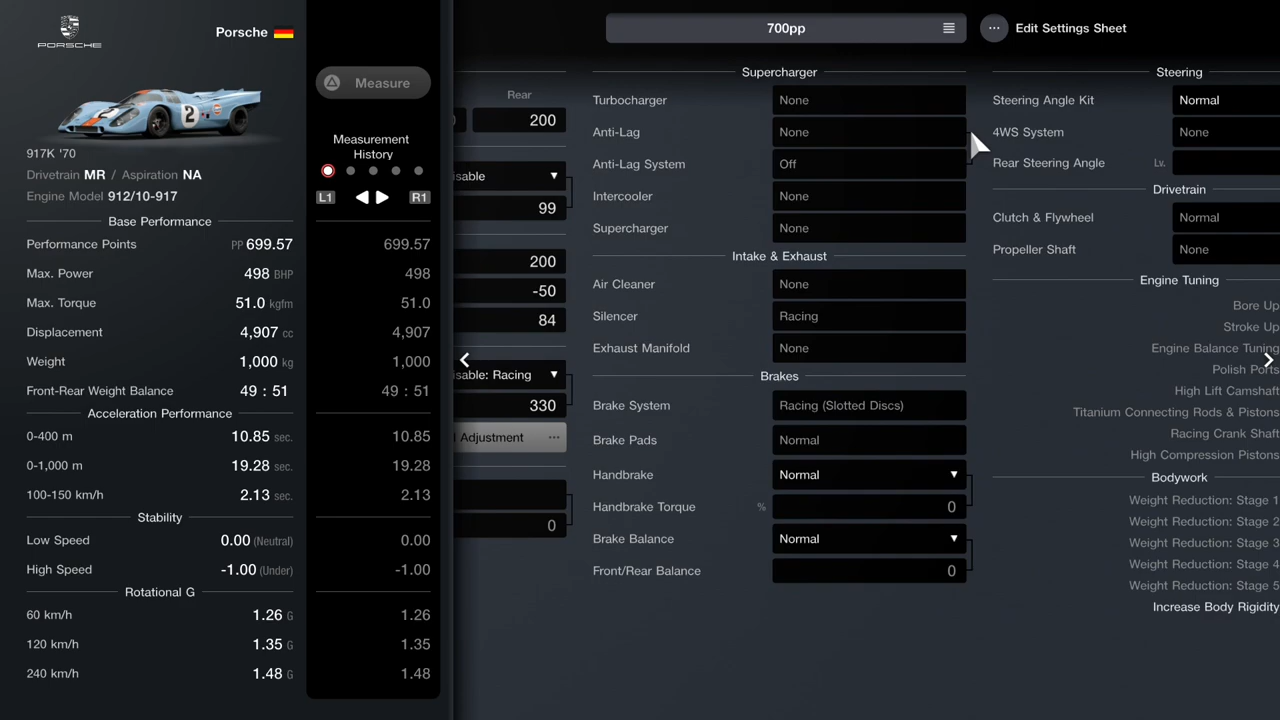 PORSCHE
Porsche
2
917K '70
Drivetrain MR / Aspiration NA
Engine Model 912/10-917
Base Performance
Performance Points PP 699.57
Max. Power 498 BHP
Max. Torque 51.0 kgfm
Displacement 4,907 cc
Weight 1,000 kg
Front-Rear Weight Balance 49 : 51
Acceleration Performance
0-400 m 10.85 sec.
0-1,000 m 19.28 sec.
100-150 km/h 2.13 sec.
Stability
Low Speed 0.00 (Neutral)
High Speed -1.00 (Under)
Rotational G
60 km/h 1.26 G
120 km/h 1.35 G
240 km/h 1.48 G
Measure
Measurement
History
L1 R1
699.57
498
51.0
4,907
1,000
49 : 51
10.85
19.28
2.13
0.00
-1.00
1.26
1.35
1.48
Rear
0 200
sable
99
200
-50
84
isable: Racing
330
l Adjustment ...
0
700pp
... Edit Settings Sheet
Supercharger
Turbocharger None
Anti-Lag None
Anti-Lag System Off
Intercooler None
Supercharger None
Intake & Exhaust
Air Cleaner None
Silencer Racing
Exhaust Manifold None
Brakes
Brake System Racing (Slotted Discs)
Brake Pads Normal
Handbrake Normal
Handbrake Torque % 0
Brake Balance Normal
Front/Rear Balance 0
Steering
Steering Angle Kit Normal
4WS System None
Rear Steering Angle Lv.
Drivetrain
Clutch & Flywheel Normal
Propeller Shaft None
Engine Tuning
Bore Up
Stroke Up
Engine Balance Tuning
Polish Ports
High Lift Camshaft
Titanium Connecting Rods & Pistons
Racing Crank Shaft
High Compression Pistons
Bodywork
Weight Reduction: Stage 1
Weight Reduction: Stage 2
Weight Reduction: Stage 3
Weight Reduction: Stage 4
Weight Reduction: Stage 5
Increase Body Rigidity